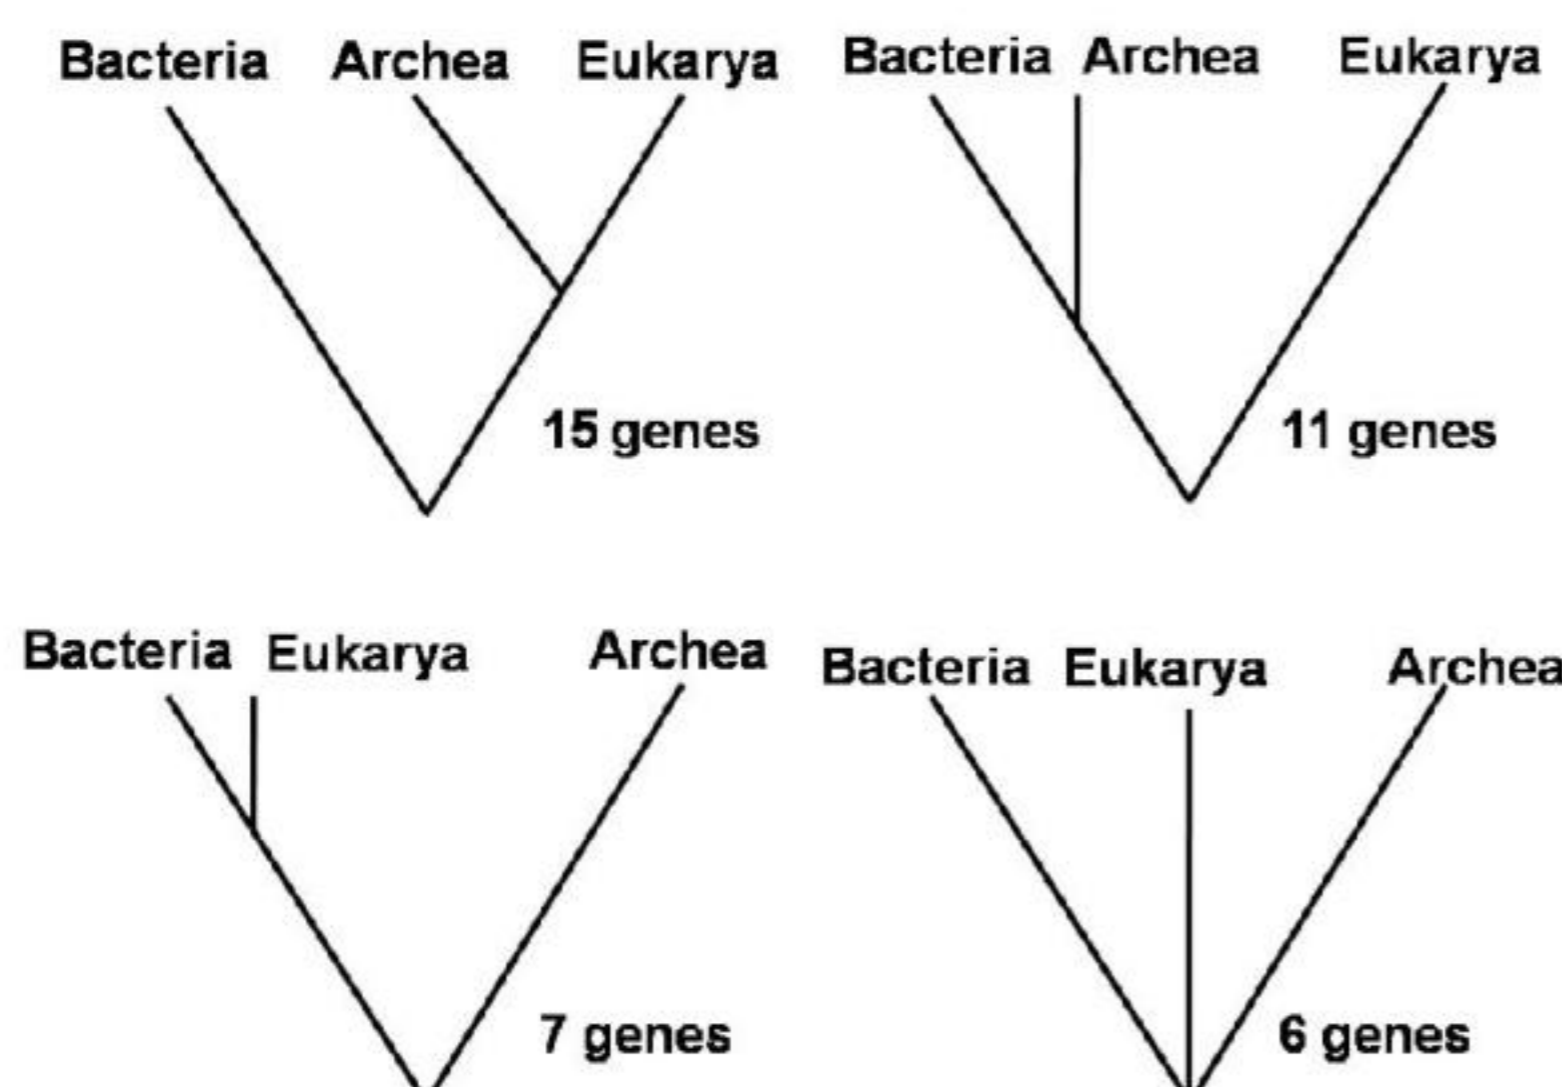 Bacteria Archea Eukarya
15 genes
Bacteria Archea Eukarya
11 genes
Bacteria Eukarya Archea
7 genes
Bacteria Eukarya Archea
6 genes